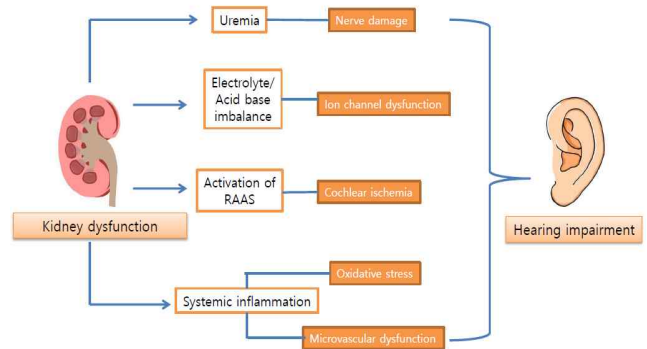 Uremia
Nerve damage
Electrolyte/
Acid base
imbalance
Ion channel dysfunction
Activation of
RAAS
Cochlear ischemia
Kidney dysfunction
Hearing impairment
Oxidative stress
Systemic inflammation
Microvascular dysfunction